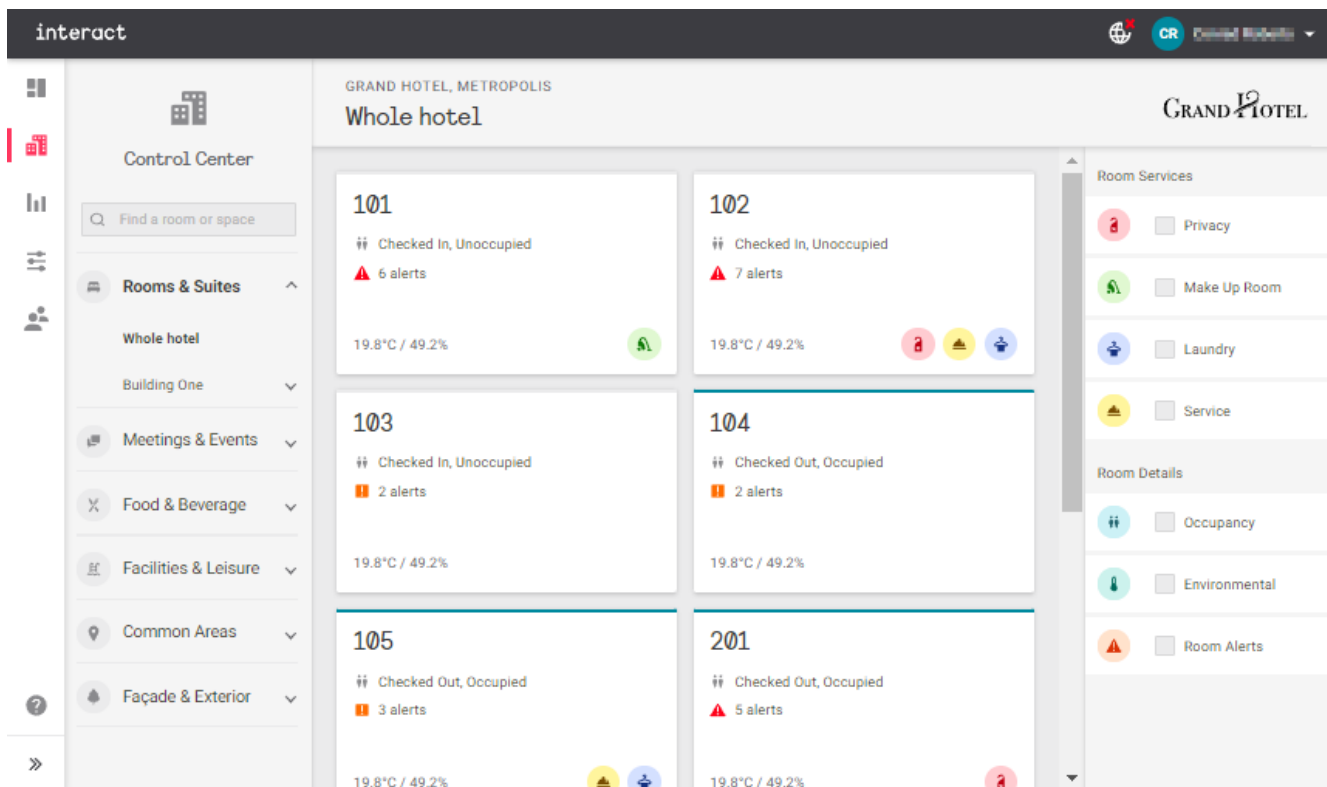 interact
CR
GRAND HOTEL, METROPOLIS
Whole hotel
GRAND HOTEL
Control Center
Find a room or space
Rooms & Suites
Whole hotel
Building One
Meetings & Events
Food & Beverage
Facilities & Leisure
Common Areas
Façade & Exterior
101
Checked In, Unoccupied
6 alerts
19.8°C / 49.2%
102
Checked In, Unoccupied
7 alerts
19.8°C / 49.2%
103
Checked In, Unoccupied
2 alerts
19.8°C / 49.2%
104
Checked Out, Occupied
2 alerts
19.8°C / 49.2%
105
Checked Out, Occupied
3 alerts
19.8°C / 49.2%
201
Checked Out, Occupied
5 alerts
19.8°C / 49.2%
Room Services
Privacy
Make Up Room
Laundry
Service
Room Details
Occupancy
Environmental
Room Alerts